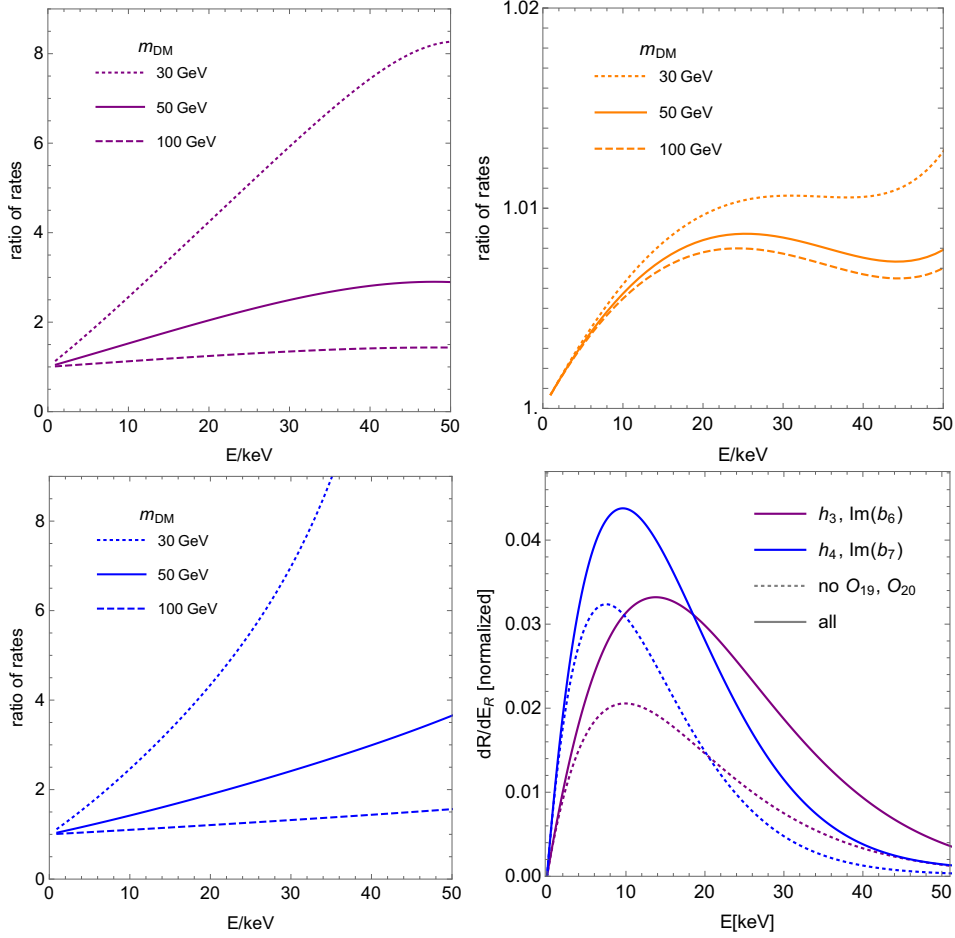 8
6
4
2
0
ratio of rates
m_DM
30 GeV
50 GeV
100 GeV
0 10 20 30 40 50
E/keV
1.02
1.01
1.
ratio of rates
m_DM
30 GeV
50 GeV
100 GeV
0 10 20 30 40 50
E/keV
8
6
4
2
0
ratio of rates
m_DM
30 GeV
50 GeV
100 GeV
0 10 20 30 40 50
E/keV
0.04
0.03
0.02
0.01
0.00
dR/dE_R [normalized]
h_3, Im(b_6)
h_4, Im(b_7)
no O_19, O_20
all
0 10 20 30 40 50
E[keV]